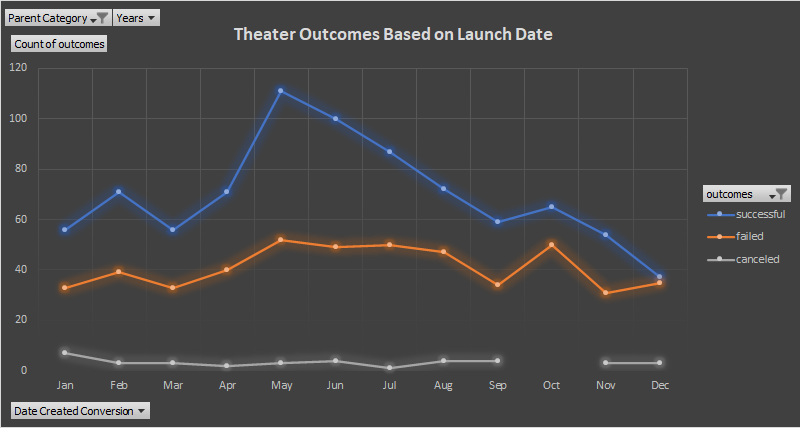 Parent Category Years
Theater Outcomes Based on Launch Date
Count of outcomes
120
100
80
60
40
20
0
Jan Feb Mar Apr May Jun Jul Aug Sep Oct Nov Dec
outcomes
successful
failed
canceled
Date Created Conversion